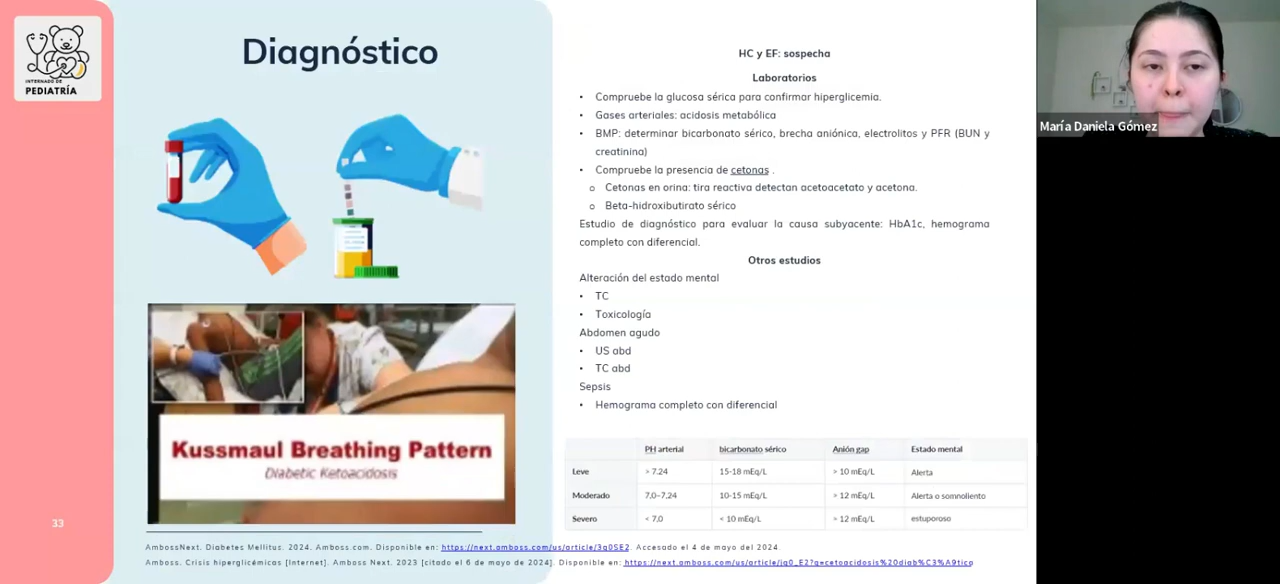 INTERNADO DE
PEDIATRÍA
Diagnóstico
Kussmaul Breathing Pattern
Diabetic Ketoacidosis
33
HC y EF: sospecha
Laboratorios
• Compruebe la glucosa sérica para confirmar hiperglicemia.
• Gases arteriales: acidosis metabólica
• BMP: determinar bicarbonato sérico, brecha aniónica, electrolitos y PFR (BUN y
creatinina)
• Compruebe la presencia de cetonas .
o Cetonas en orina: tira reactiva detectan acetoacetato y acetona.
o Beta-hidroxibutirato sérico
Estudio de diagnóstico para evaluar la causa subyacente: HbA1c, hemograma
completo con diferencial.
Otros estudios
Alteración del estado mental
• TC
• Toxicología
Abdomen agudo
• US abd
• TC abd
Sepsis
• Hemograma completo con diferencial
PH arterial bicarbonato sérico Anión gap Estado mental
Leve > 7.24 15-18 mEq/L > 10 mEq/L Alerta
Moderado 7,0-7,24 10-15 mEq/L > 12 mEq/L Alerta o somnoliento
Severo < 7,0 < 10 mEq/L > 12 mEq/L estuporoso
AmbossNext. Diabetes Mellitus. 2024. Amboss.com. Disponible en: https://next.amboss.com/us/article/3g0SE2. Accesado el 4 de mayo del 2024.
Amboss. Crisis hiperglicémicas [Internet]. Amboss Next. 2023 [citado el 6 de mayo de 2024]. Disponible en:
María Daniela Gómez